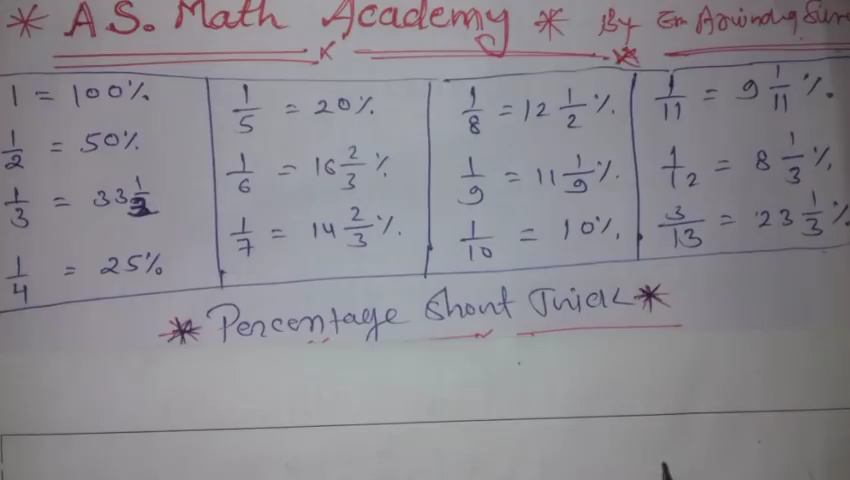 * A.S. Math Academy * By Er Arvind
1 = 100%
1/2 = 50%
1/3 = 33 1/3
1/4 = 25%
1/5 = 20%
1/6 = 16 2/3 %
1/7 = 14 2/3 %.
1/8 = 12 1/2 %.
1/9 = 11 1/9 %.
1/10 = 10%.
1/11 = 9 1/11 %.
1/12 = 8 1/3 %.
3/13 = 23 1/3 %
* Percentage Short Trick *